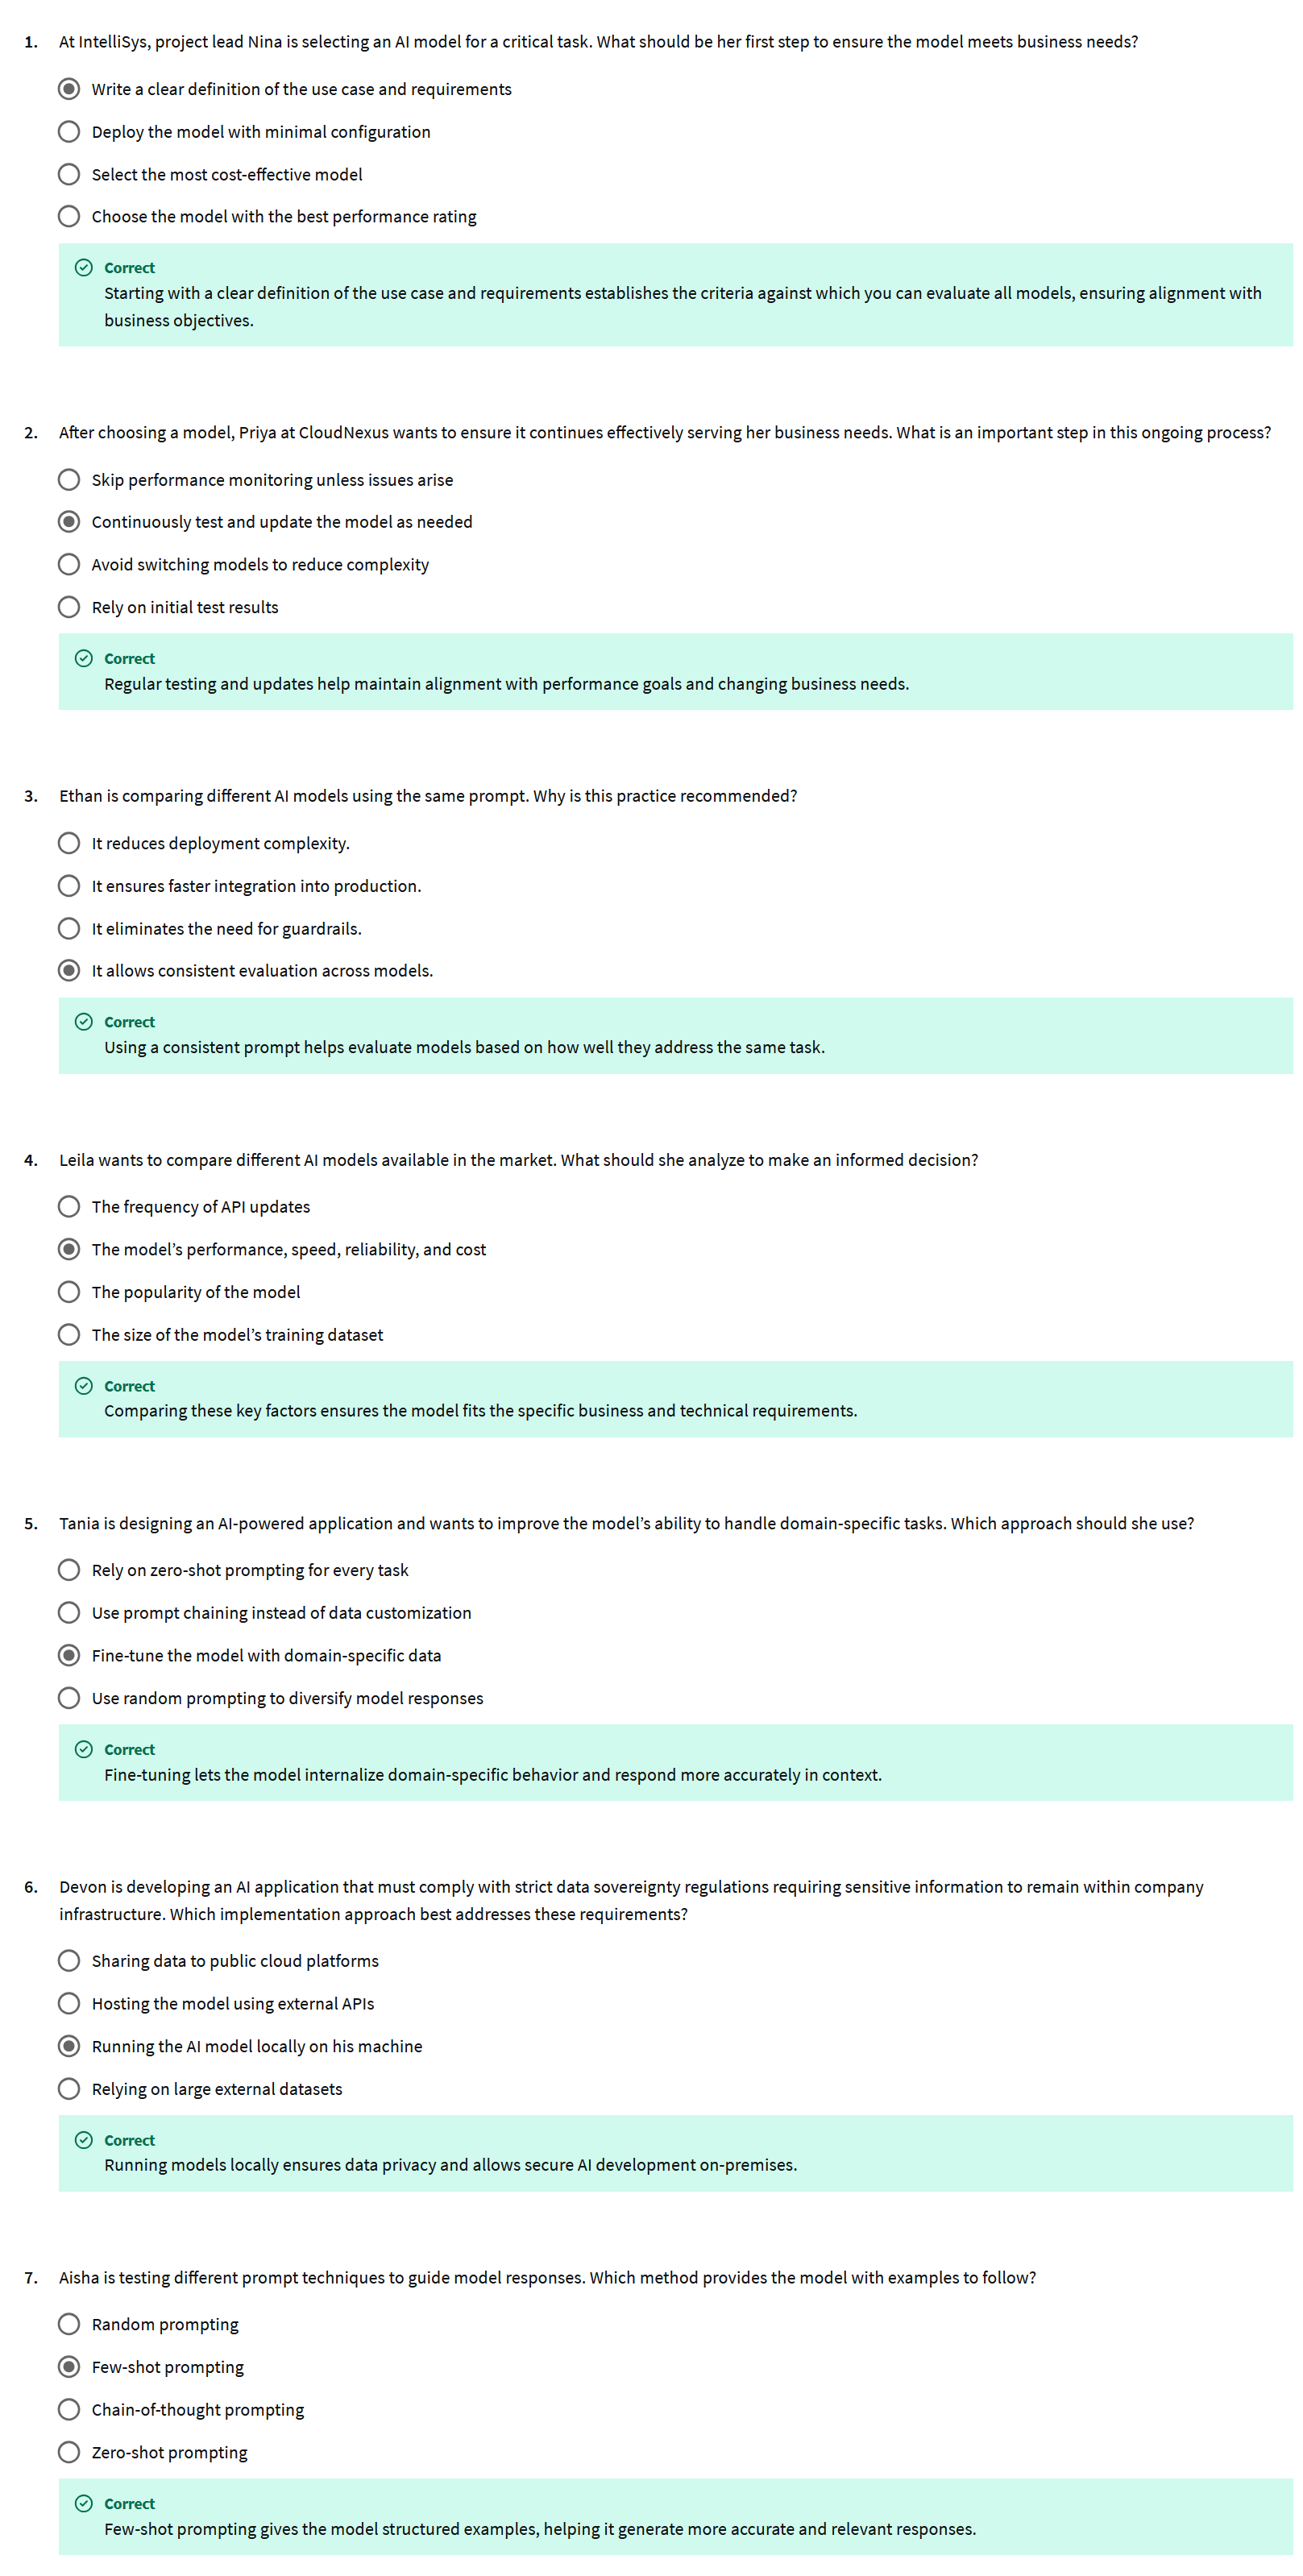 1. At IntelliSys, project lead Nina is selecting an AI model for a critical task. What should be her first step to ensure the model meets business needs?
Write a clear definition of the use case and requirements
Deploy the model with minimal configuration
Select the most cost-effective model
Choose the model with the best performance rating
Correct
Starting with a clear definition of the use case and requirements establishes the criteria against which you can evaluate all models, ensuring alignment with
business objectives.
2. After choosing a model, Priya at CloudNexus wants to ensure it continues effectively serving her business needs. What is an important step in this ongoing process?
Skip performance monitoring unless issues arise
Continuously test and update the model as needed
Avoid switching models to reduce complexity
Rely on initial test results
Correct
Regular testing and updates help maintain alignment with performance goals and changing business needs.
3. Ethan is comparing different AI models using the same prompt. Why is this practice recommended?
It reduces deployment complexity.
It ensures faster integration into production.
It eliminates the need for guardrails.
It allows consistent evaluation across models.
Correct
Using a consistent prompt helps evaluate models based on how well they address the same task.
4. Leila wants to compare different AI models available in the market. What should she analyze to make an informed decision?
The frequency of API updates
The model’s performance, speed, reliability, and cost
The popularity of the model
The size of the model’s training dataset
Correct
Comparing these key factors ensures the model fits the specific business and technical requirements.
5. Tania is designing an AI-powered application and wants to improve the model’s ability to handle domain-specific tasks. Which approach should she use?
Rely on zero-shot prompting for every task
Use prompt chaining instead of data customization
Fine-tune the model with domain-specific data
Use random prompting to diversify model responses
Correct
Fine-tuning lets the model internalize domain-specific behavior and respond more accurately in context.
6. Devon is developing an AI application that must comply with strict data sovereignty regulations requiring sensitive information to remain within company
infrastructure. Which implementation approach best addresses these requirements?
Sharing data to public cloud platforms
Hosting the model using external APIs
Running the AI model locally on his machine
Relying on large external datasets
Correct
Running models locally ensures data privacy and allows secure AI development on-premises.
7. Aisha is testing different prompt techniques to guide model responses. Which method provides the model with examples to follow?
Random prompting
Few-shot prompting
Chain-of-thought prompting
Zero-shot prompting
Correct
Few-shot prompting gives the model structured examples, helping it generate more accurate and relevant responses.